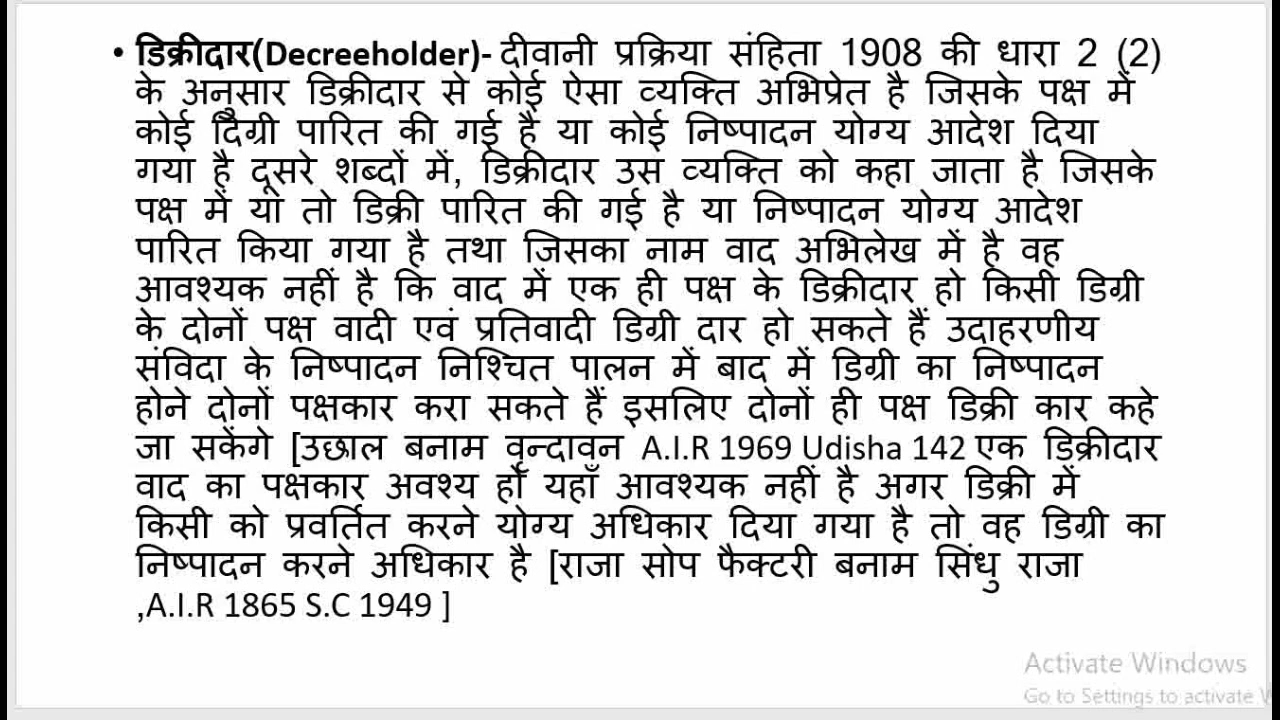 • डिक्रीदार(Decreeholder)- दीवानी प्रक्रिया संहिता 1908 की धारा 2 (2)
के अनुसार डिक्रीदार से कोई ऐसा व्यक्ति अभिप्रेत है जिसके पक्ष में
कोई दिग्री पारित की गई है या कोई निष्पादन योग्य आदेश दिया
गया है दूसरे शब्दों में, डिक्रीदार उस व्यक्ति को कहा जाता है जिसके
पक्ष में या तो डिक्री पारित की गई है या निष्पादन योग्य आदेश
पारित किया गया है तथा जिसका नाम वाद अभिलेख में है वह
आवश्यक नहीं है कि वाद में एक ही पक्ष के डिक्रीदार हो किसी डिग्री
के दोनों पक्ष वादी एवं प्रतिवादी डिग्री दार हो सकते हैं उदाहरणीय
संविदा के निष्पादन निश्चित पालन में बाद में डिग्री का निष्पादन
होने दोनों पक्षकार करा सकते हैं इसलिए दोनों ही पक्ष डिक्री कार कहे
जा सकेंगे [उछाल बनाम वृन्दावन A.I.R 1969 Udisha 142 एक डिक्रीदार
वाद का पक्षकार अवश्य हो यहाँ आवश्यक नहीं है अगर डिक्री में
किसी को प्रवर्तित करने योग्य अधिकार दिया गया है तो वह डिग्री का
निष्पादन करने अधिकार है [राजा सोप फैक्टरी बनाम सिंधु राजा
,A.I.R 1865 S.C 1949 ]
Activate Windows
Go to Settings to activate W